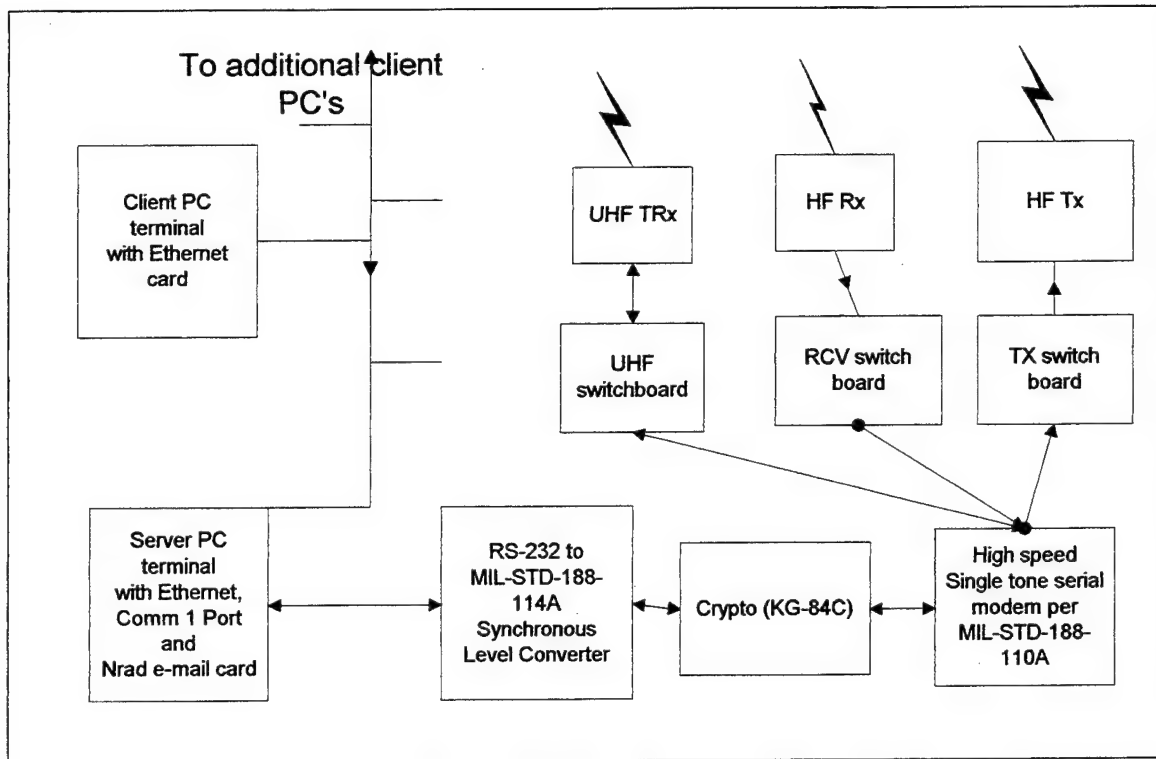 To additional client
PC's
Client PC
terminal
with Ethernet
card
UHF TRx
HF Rx
HF Tx
UHF
switchboard
RCV switch
board
TX switch
board
Server PC
terminal
with Ethernet,
Comm 1 Port
and
Nrad e-mail card
RS-232 to
MIL-STD-188-
114A
Synchronous
Level Converter
Crypto (KG-84C)
High speed
Single tone serial
modem per
MIL-STD-188-
110A